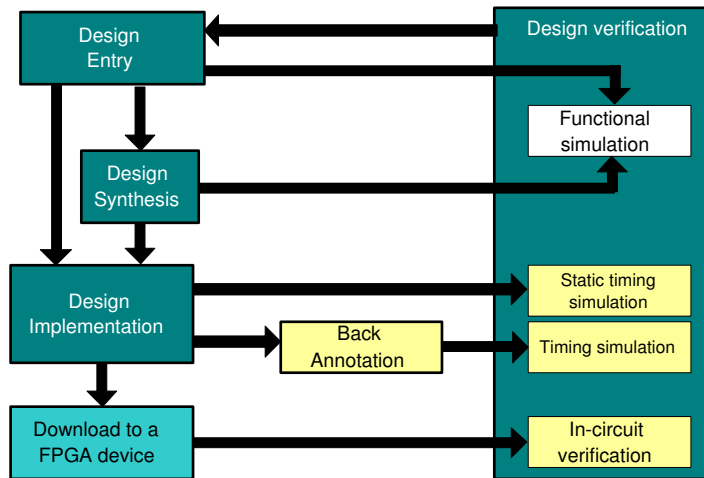 Design
Entry
Design verification
Functional
simulation
Design
Synthesis
Design
Implementation
Static timing
simulation
Back
Annotation
Timing simulation
Download to a
FPGA device
In-circuit
verification